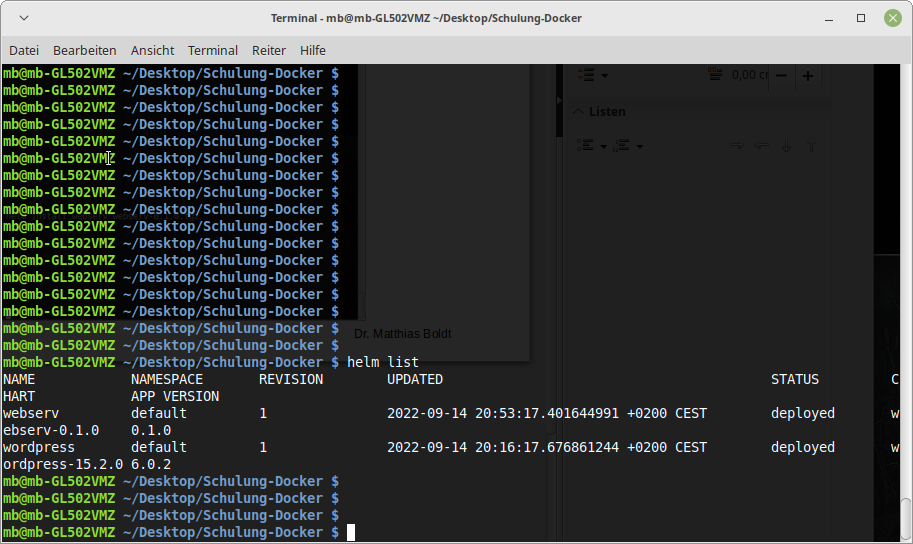 Terminal - mb@mb-GL502VMZ ~/Desktop/Schulung-Docker
Datei Bearbeiten Ansicht Terminal Reiter Hilfe
mb@mb-GL502VMZ ~/Desktop/Schulung-Docker $
0,00 cm
mb@mb-GL502VMZ ~/Desktop/Schulung-Docker $
mb@mb-GL502VMZ ~/Desktop/Schulung-Docker $
Listen
mb@mb-GL502VMZ ~/Desktop/Schulung-Docker $
mb@mb-GL502VMZ ~/Desktop/Schulung-Docker $
mb@mb-GL502VMZ ~/Desktop/Schulung-Docker $
mb@mb-GL502VMZ ~/Desktop/Schulung-Docker $
mb@mb-GL502VMZ ~/Desktop/Schulung-Docker $
mb@mb-GL502VMZ ~/Desktop/Schulung-Docker $
mb@mb-GL502VMZ ~/Desktop/Schulung-Docker $
mb@mb-GL502VMZ ~/Desktop/Schulung-Docker $
mb@mb-GL502VMZ ~/Desktop/Schulung-Docker $
mb@mb-GL502VMZ ~/Desktop/Schulung-Docker $
mb@mb-GL502VMZ ~/Desktop/Schulung-Docker $
mb@mb-GL502VMZ ~/Desktop/Schulung-Docker $
mb@mb-GL502VMZ ~/Desktop/Schulung-Docker $
Dr. Matthias Boldt
mb@mb-GL502VMZ ~/Desktop/Schulung-Docker $
mb@mb-GL502VMZ ~/Desktop/Schulung-Docker $ helm list
NAME NAMESPACE REVISION UPDATED STATUS C
HART APP VERSION
webserv default 1 2022-09-14 20:53:17.401644991 +0200 CEST deployed w
ebserv-0.1.0 0.1.0
wordpress default 1 2022-09-14 20:16:17.676861244 +0200 CEST deployed w
ordpress-15.2.0 6.0.2
mb@mb-GL502VMZ ~/Desktop/Schulung-Docker $
mb@mb-GL502VMZ ~/Desktop/Schulung-Docker $
mb@mb-GL502VMZ ~/Desktop/Schulung-Docker $
mb@mb-GL502VMZ ~/Desktop/Schulung-Docker $